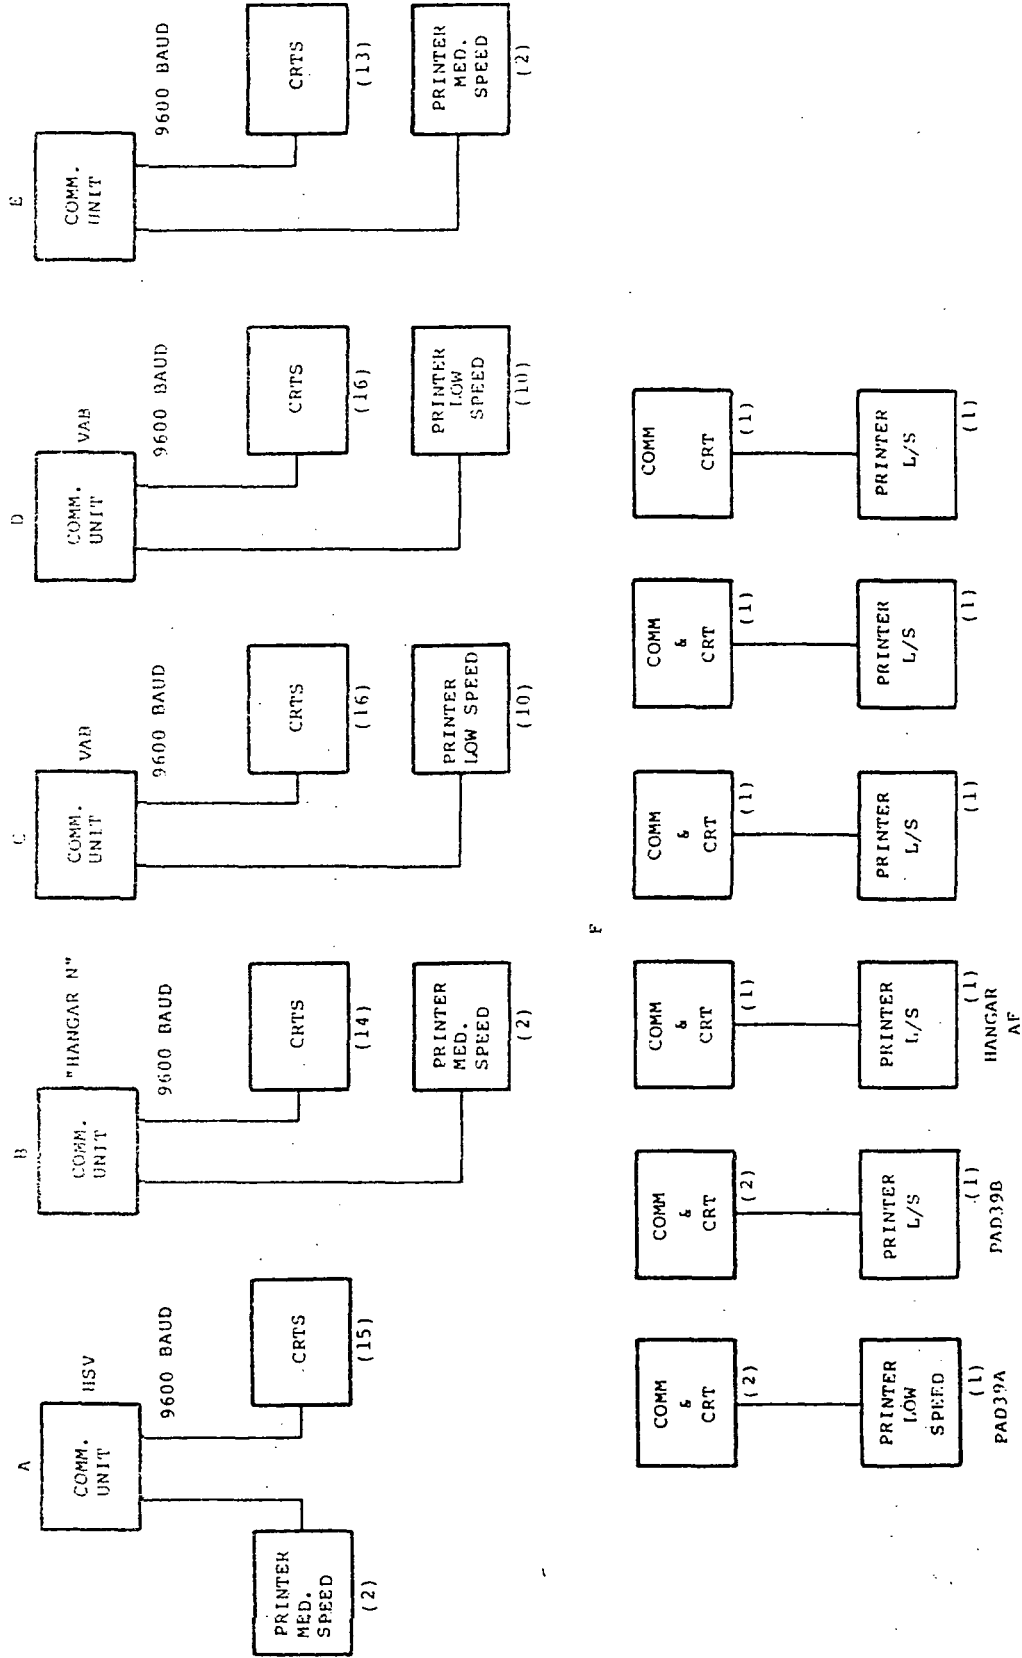 A
COMM.
UNIT
HSV
9600 BAUD
PRINTER
MED.
SPEED
(2)
CRTS
(15)
B
COMM.
UNIT
"HANGAR N"
9600 BAUD
CRTS
(14)
PRINTER
MED.
SPEED
(2)
C
COMM.
UNIT
VAB
9600 BAUD
CRTS
(16)
PRINTER
LOW SPEED
(10)
D
COMM.
UNIT
VAB
9600 BAUD
CRTS
(16)
PRINTER
LOW
SPEED
(10)
E
COMM.
UNIT
9600 BAUD
CRTS
(13)
PRINTER
MED.
SPEED
(2)
F
COMM
&
CRT
(2)
PRINTER
LOW
SPEED
(1)
PAD39A
COMM
&
CRT
(2)
PRINTER
L/S
(1)
PAD39B
COMM
&
CRT
(1)
PRINTER
L/S
(1)
HANGAR
AF
COMM
&
CRT
(1)
PRINTER
L/S
(1)
COMM
&
CRT
(1)
PRINTER
L/S
(1)
COMM
CRT
(1)
PRINTER
L/S
(1)